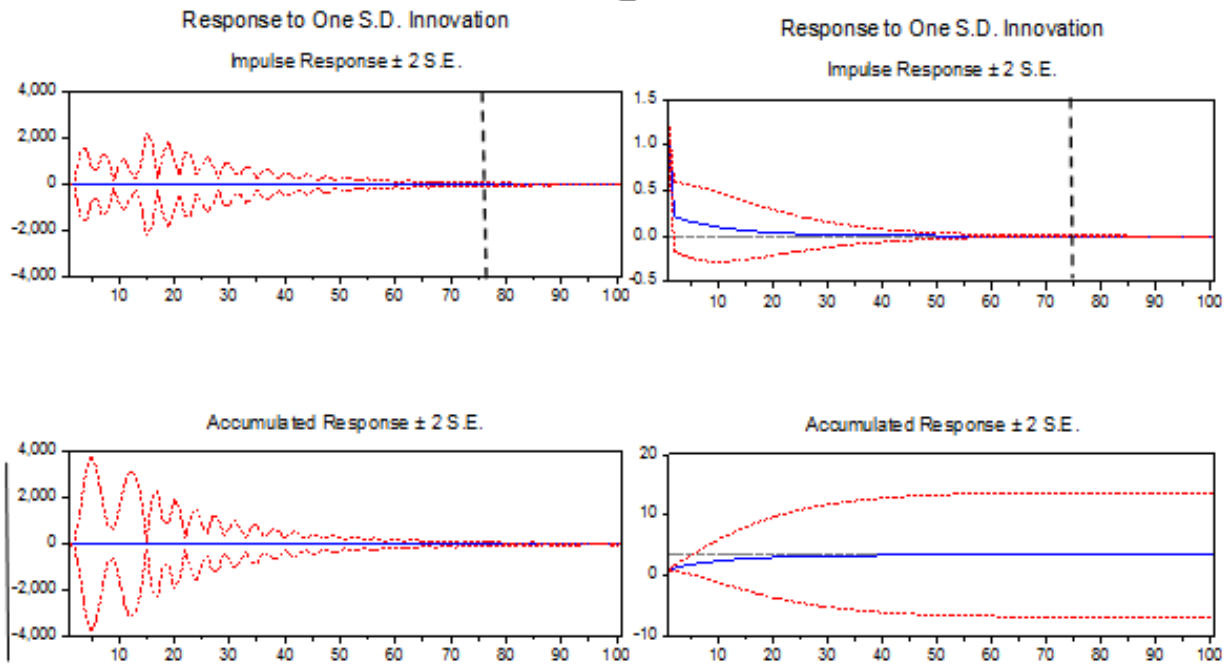 Response to One S.D. Innovation
Impulse Response ± 2 S.E.
4,000
2,000
0
-2,000
-4,000
10 20 30 40 50 60 70 80 90 100
Response to One S.D. Innovation
Impulse Response ± 2 S.E.
1.5
1.0
0.5
0.0
-0.5
10 20 30 40 50 60 70 80 90 100
Accumulated Response ± 2 S.E.
4,000
2,000
0
-2,000
-4,000
10 20 30 40 50 60 70 80 90 100
Accumulated Response ± 2 S.E.
20
10
0
-10
10 20 30 40 50 60 70 80 90 100